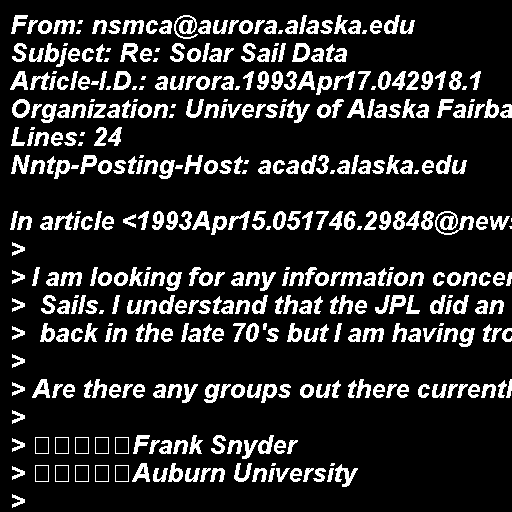 From: nsmca@aurora.alaska.edu
Subject: Re: Solar Sail Data
Article-I.D.: aurora.1993Apr17.042918.1
Organization: University of Alaska Fairba
Lines: 24
Nntp-Posting-Host: acad3.alaska.edu

In article <1993Apr15.051746.29848@news
>
> I am looking for any information concer
>  Sails. I understand that the JPL did an
>  back in the late 70's but I am having tro
>
> Are there any groups out there currentl
>
> □□□□□Frank Snyder
> □□□□□Auburn University
>